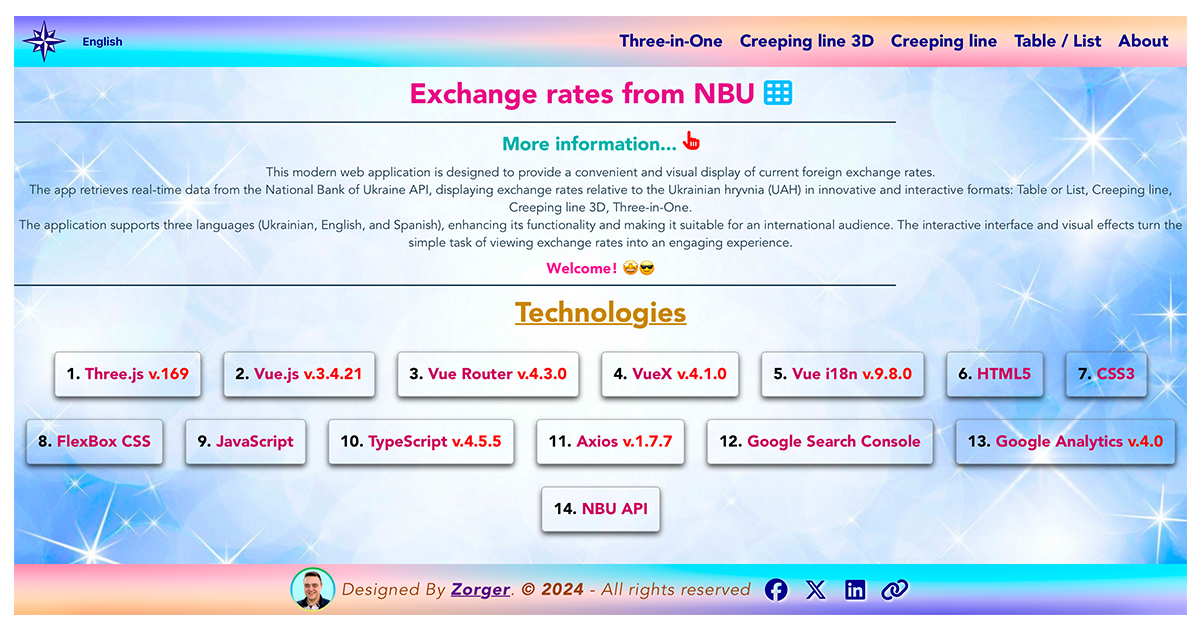 English
Three-in-One Creeping line 3D Creeping line Table / List About
Exchange rates from NBU
More information...
This modern web application is designed to provide a convenient and visual display of current foreign exchange rates.
The app retrieves real-time data from the National Bank of Ukraine API, displaying exchange rates relative to the Ukrainian hryvnia (UAH) in innovative and interactive formats: Table or List, Creeping line,
Creeping line 3D, Three-in-One.
The application supports three languages (Ukrainian, English, and Spanish), enhancing its functionality and making it suitable for an international audience. The interactive interface and visual effects turn the
simple task of viewing exchange rates into an engaging experience.
Welcome! 🤩😎
Technologies
1. Three.js v.169
2. Vue.js v.3.4.21
3. Vue Router v.4.3.0
4. VueX v.4.1.0
5. Vue i18n v.9.8.0
6. HTML5
7. CSS3
8. FlexBox CSS
9. JavaScript
10. TypeScript v.4.5.5
11. Axios v.1.7.7
12. Google Search Console
13. Google Analytics v.4.0
14. NBU API
Designed By Zorger. © 2024 - All rights reserved